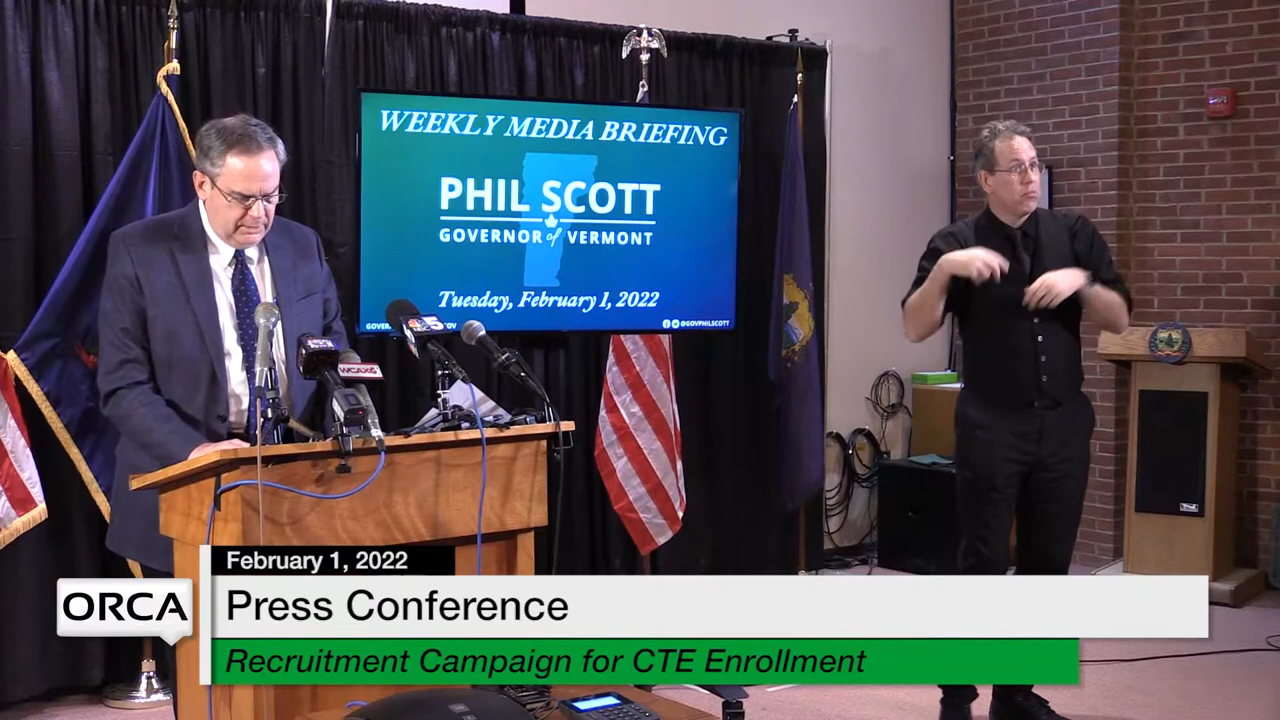 WEEKLY MEDIA BRIEFING
PHIL SCOTT
GOVERNOR of VERMONT
Tuesday, February 1, 2022
@GOVPHILSCOTT
5
WCAX
February 1, 2022
ORCA
Press Conference
Recruitment Campaign for CTE Enrollment